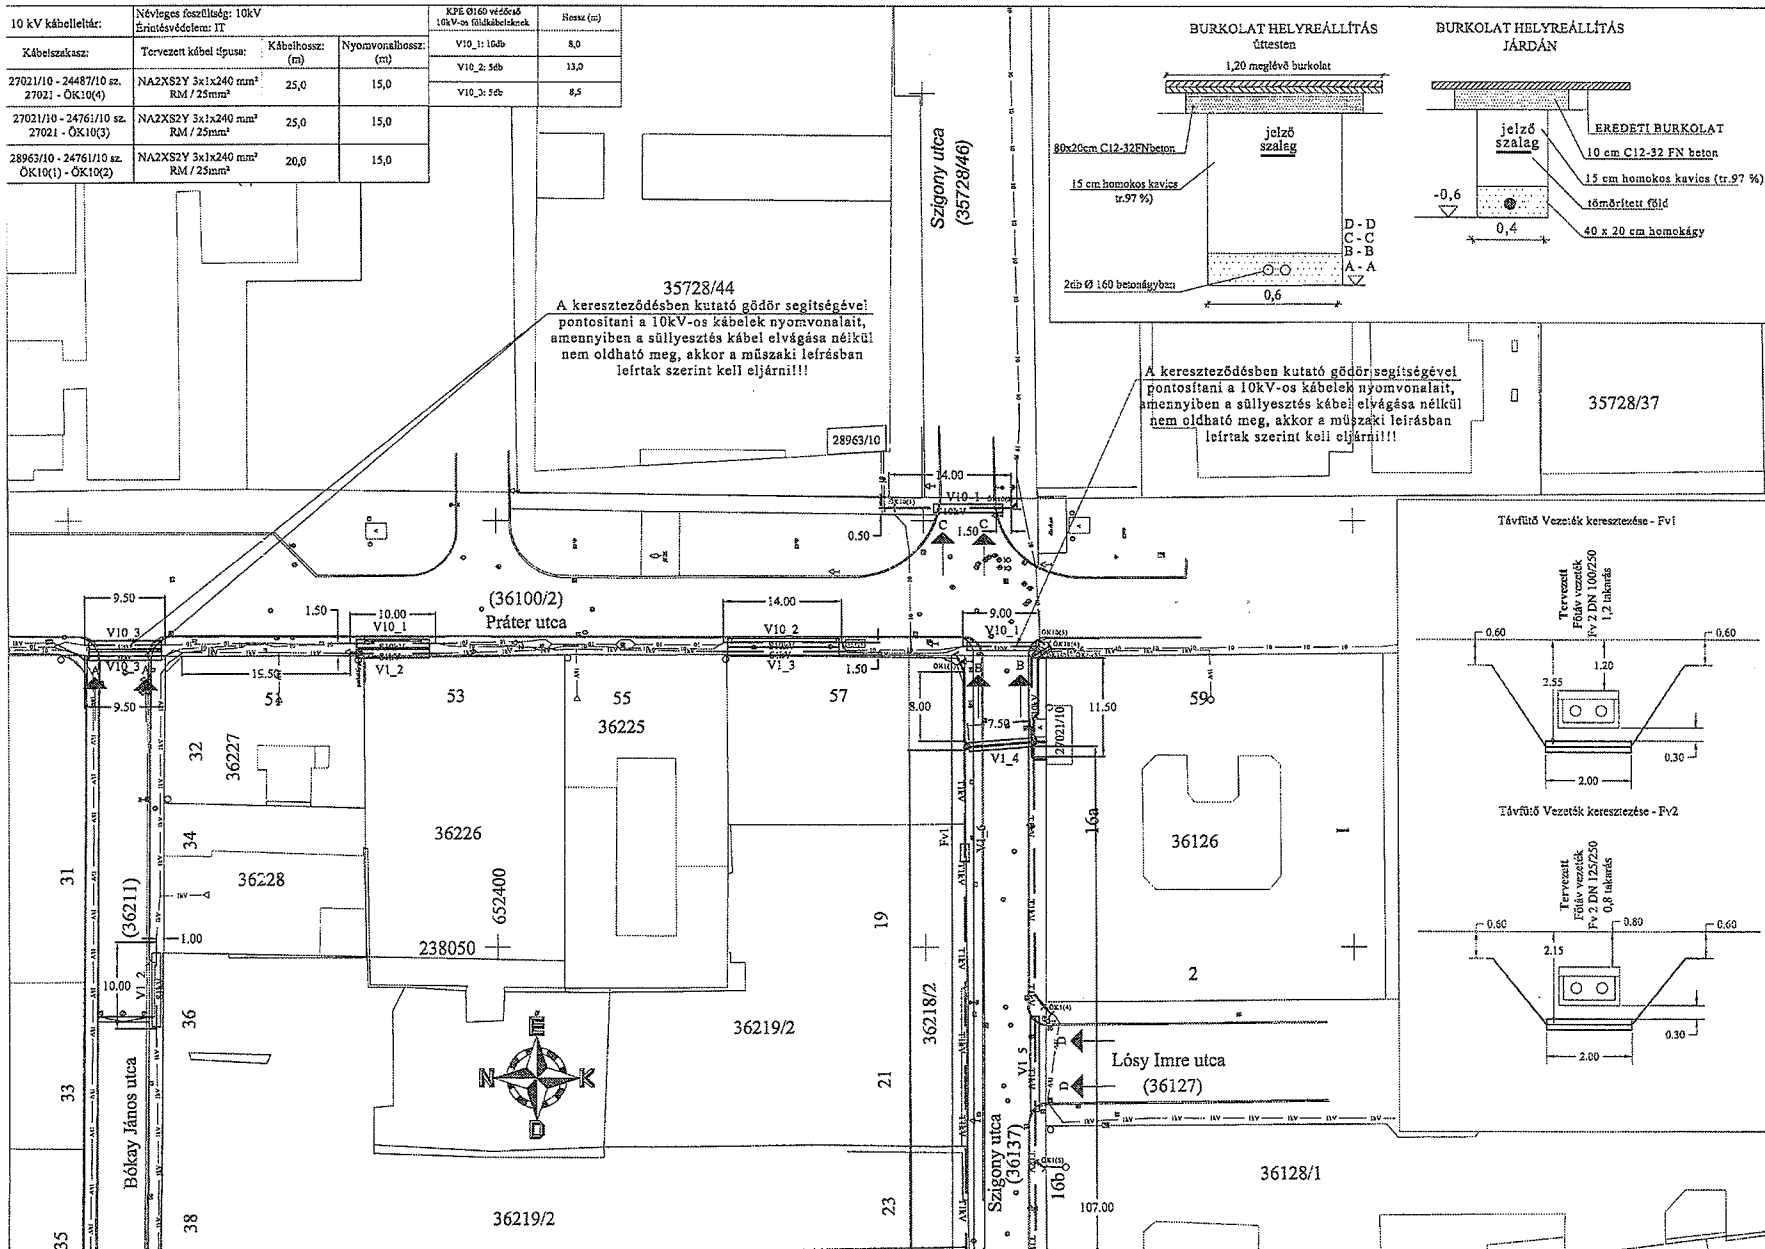 10 kV kábelleltár:
Névleges feszültség: 10kV
Érintésvédelem: IT
Kábelszakasz:
Tervezett kábel típusa:
Kábelhossz:
(m)
Nyomvonalhossz:
(m)
27021/10 - 24487/10 sz.
27021 - ÖK10(4)
NA2XS2Y 3x1x240 mm²
RM / 25mm²
25,0
15,0
27021/10 - 24761/10 sz.
27021 - ÖK10(3)
NA2XS2Y 3x1x240 mm²
RM / 25mm²
25,0
15,0
28963/10 - 24761/10 sz.
ÖK10(1) - ÖK10(2)
NA2XS2Y 3x1x240 mm²
RM / 25mm²
20,0
15,0
KPE Ø160 védőcső
10kV-os földkábeleknek
Hossz (m)
V10_1: 10db
8,0
V10_2: 5db
13,0
V10_3: 5db
8,5
BURKOLAT HELYREÁLLÍTÁS
úttesten
1,20 meglévő burkolat
80x20cm C12-32FNbeton
jelző
szalag
15 cm homokos kavics
tr.97 %)
D - D
C - C
B - B
A - A
2db Ø 160 betonágyban
0,6
BURKOLAT HELYREÁLLÍTÁS
JÁRDÁN
jelző
szalag
EREDETI BURKOLAT
10 cm C12-32 FN beton
15 cm homokos kavics (tr.97 %)
tömörített föld
40 x 20 cm homokágy
-0,6
0,4
Szigony utca
(35728/46)
35728/44
A kereszteződésben kutató gödör segítségével
pontosítani a 10kV-os kábelek nyomvonalait,
amennyiben a süllyesztés kábel elvágása nélkül
nem oldható meg, akkor a műszaki leírásban
leírtak szerint kell eljárni!!!
A kereszteződésben kutató gödör segítségével
pontosítani a 10kV-os kábelek nyomvonalait,
amennyiben a süllyesztés kábel elvágása nélkül
nem oldható meg, akkor a műszaki leírásban
leírtak szerint kell eljárni!!!
35728/37
28963/10
14.00
V10_1
0.50
1.50
C
C
(36100/2)
Práter utca
9.50
V10_3
V10_3
A
A
9.50
1.50
10.00
V10_1
V1_2
15.50
14.00
V10_2
V1_3
1.50
9.00
V10_1
B
B
8.00
7.50
V1_4
11.50
27021/10
51
53
55
57
59
32
36227
36225
36226
34
36228
31
(36211)
1.00
10.00
V1_2
652400
238050
Fv1
V1_6
19
16a
36126
1
2
36
36219/2
36218/2
N
K
D
21
33
Bókay János utca
V1_5
D
D
Lósy Imre utca
(36127)
Szigony utca
(36137)
16b
107.00
36128/1
35
38
36219/2
23
Távfűtő Vezeték keresztezése - Fv1
Tervezett
Főtáv vezeték
Fv 2 DN 100/250
1,2 takarás
0.60
0.60
1.20
2.55
0.30
2.00
Távfűtő Vezeték keresztezése - Fv2
Tervezett
Főtáv vezeték
Fv 2 DN 125/250
0,8 takarás
0.60
0.80
0.60
2.15
0.30
2.00